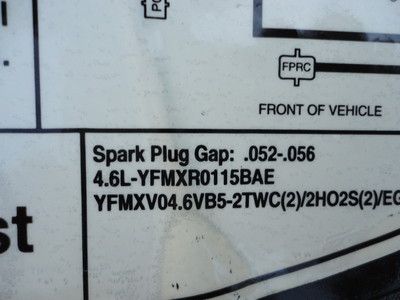 FPRC
FRONT OF VEHICLE
Spark Plug Gap: .052-.056
4.6L-YFMXR0115BAE
YFMXV04.6VB5-2TWC(2)/2HO2S(2)/EG
st